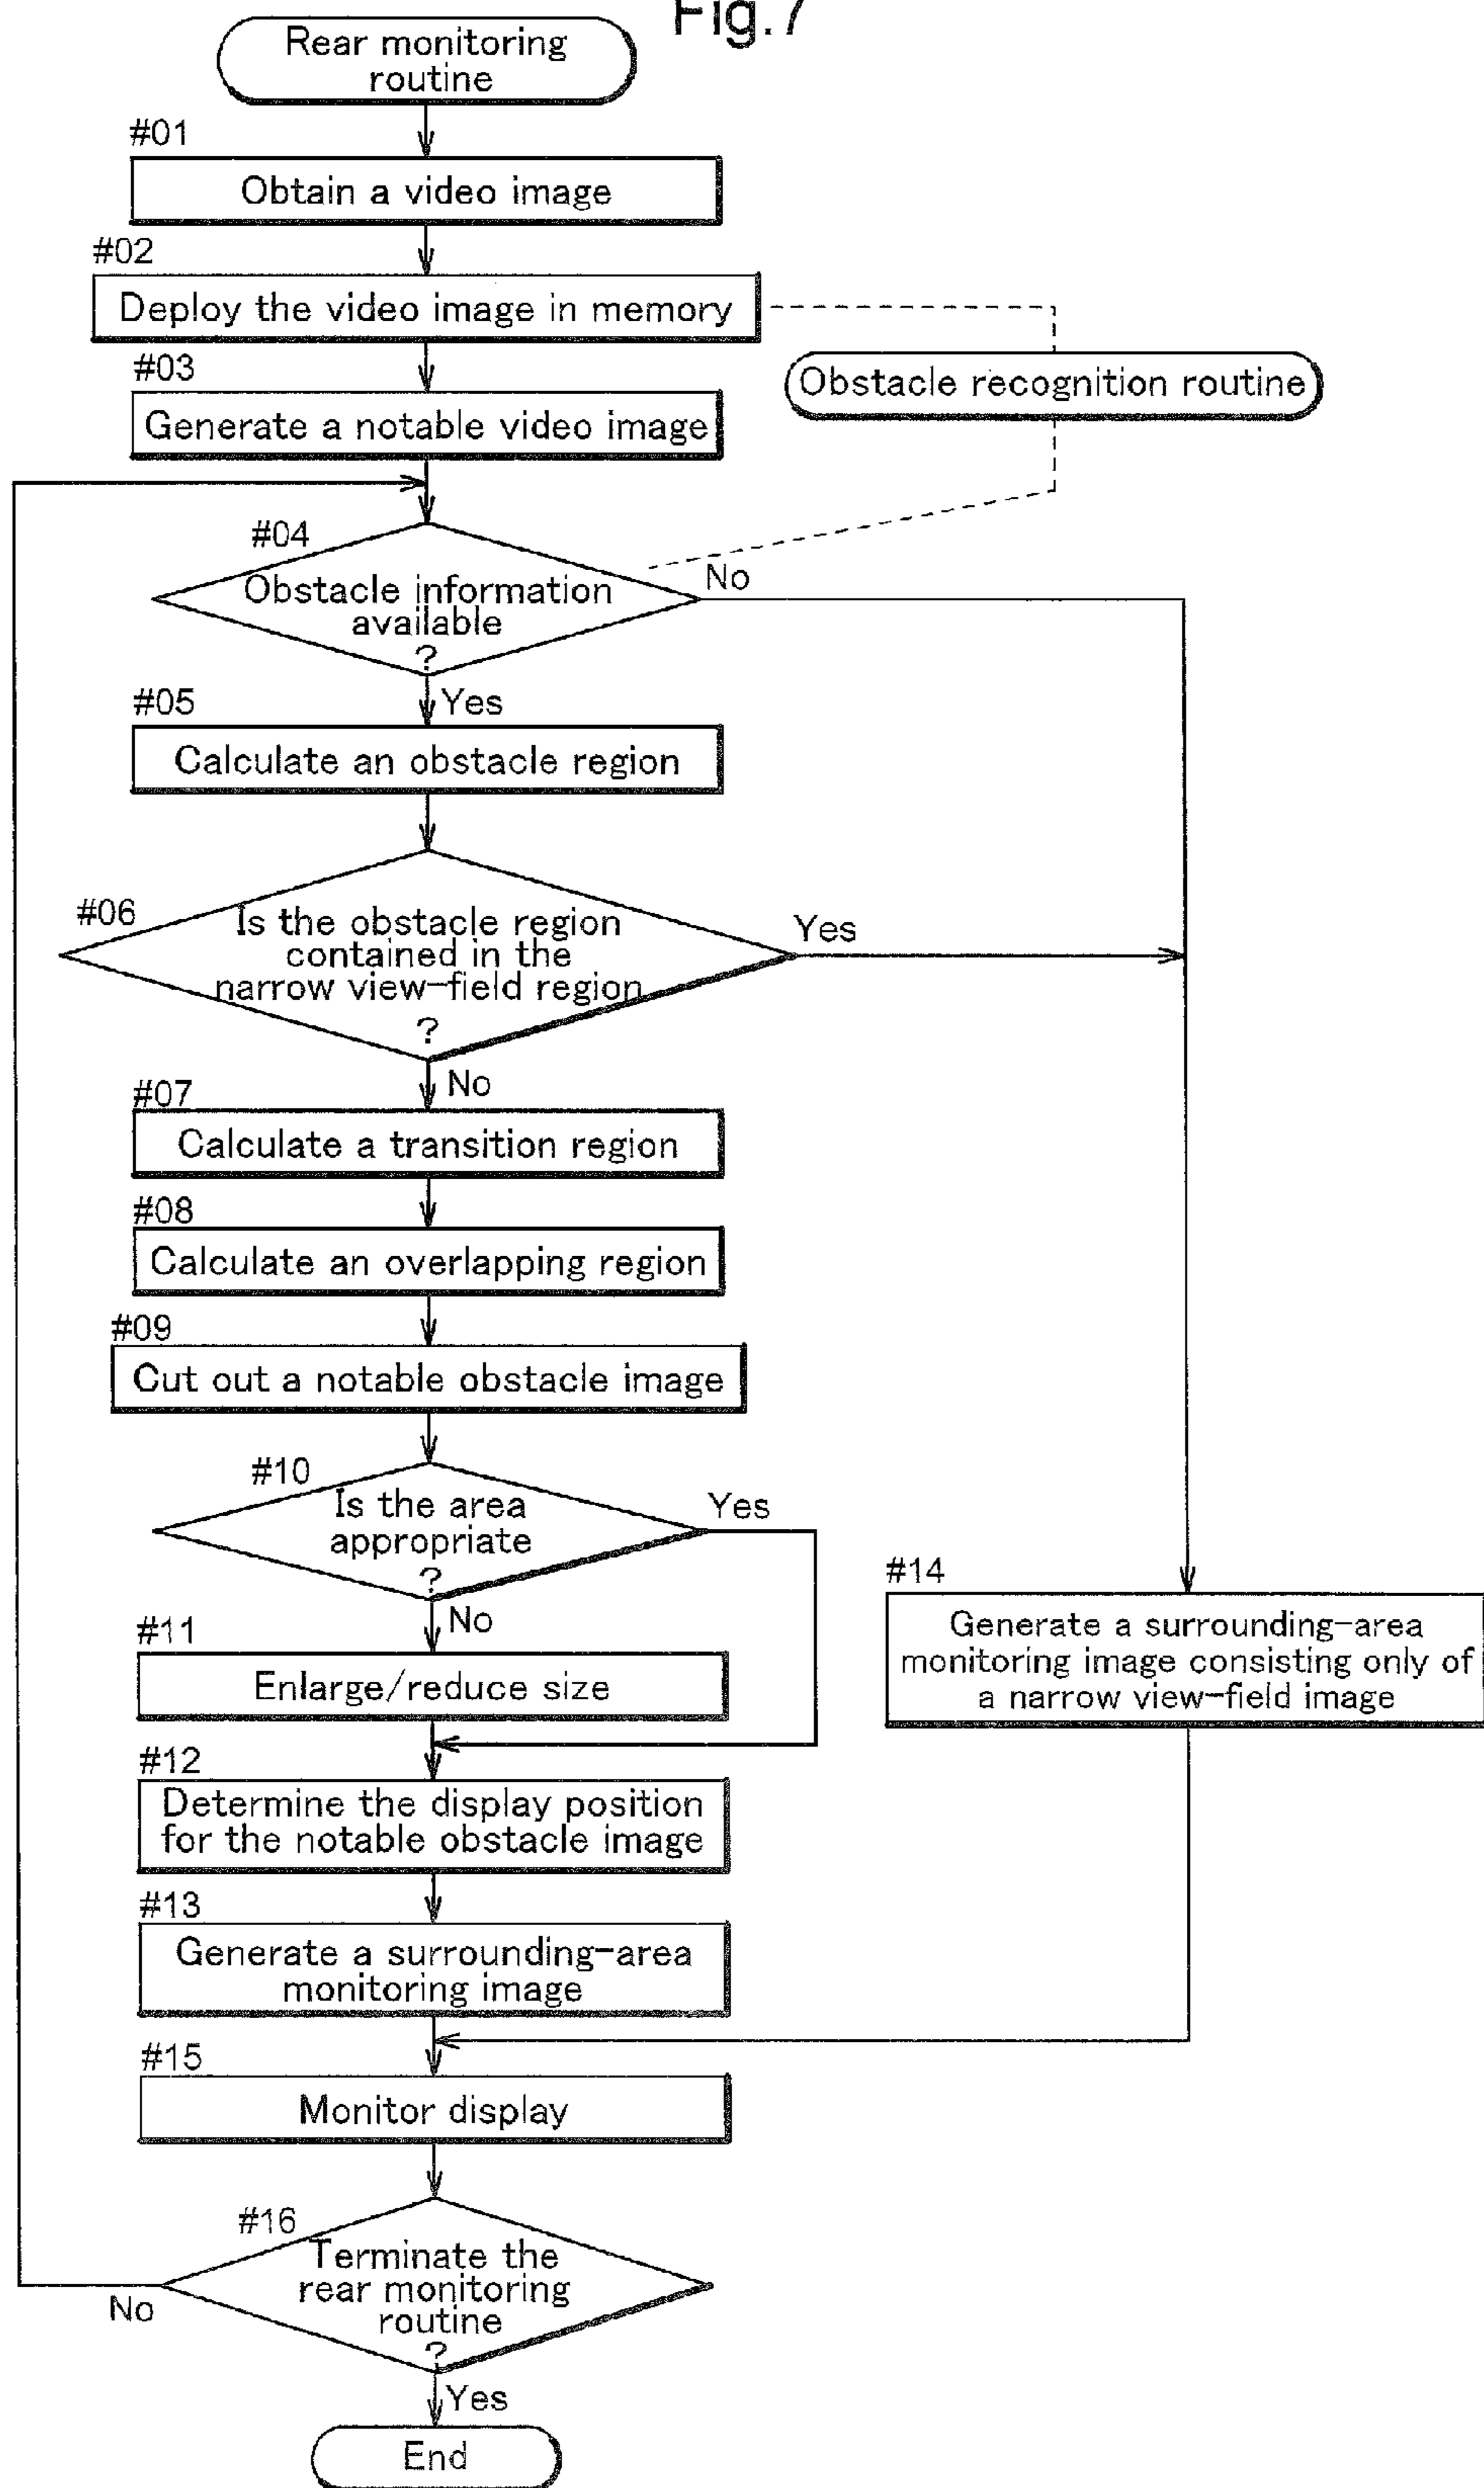 Fig.7
Rear monitoring
routine
#01
Obtain a video image
#02
Deploy the video image in memory
#03
Generate a notable video image
Obstacle recognition routine
#04
Obstacle information
available
?
No
Yes
#05
Calculate an obstacle region
#06
Is the obstacle region
contained in the
narrow view-field region
?
Yes
No
#07
Calculate a transition region
#08
Calculate an overlapping region
#09
Cut out a notable obstacle image
#10
Is the area
appropriate
?
Yes
No
#11
Enlarge/reduce size
#14
Generate a surrounding-area
monitoring image consisting only of
a narrow view-field image
#12
Determine the display position
for the notable obstacle image
#13
Generate a surrounding-area
monitoring image
#15
Monitor display
#16
Terminate the
rear monitoring
routine
?
No
Yes
End